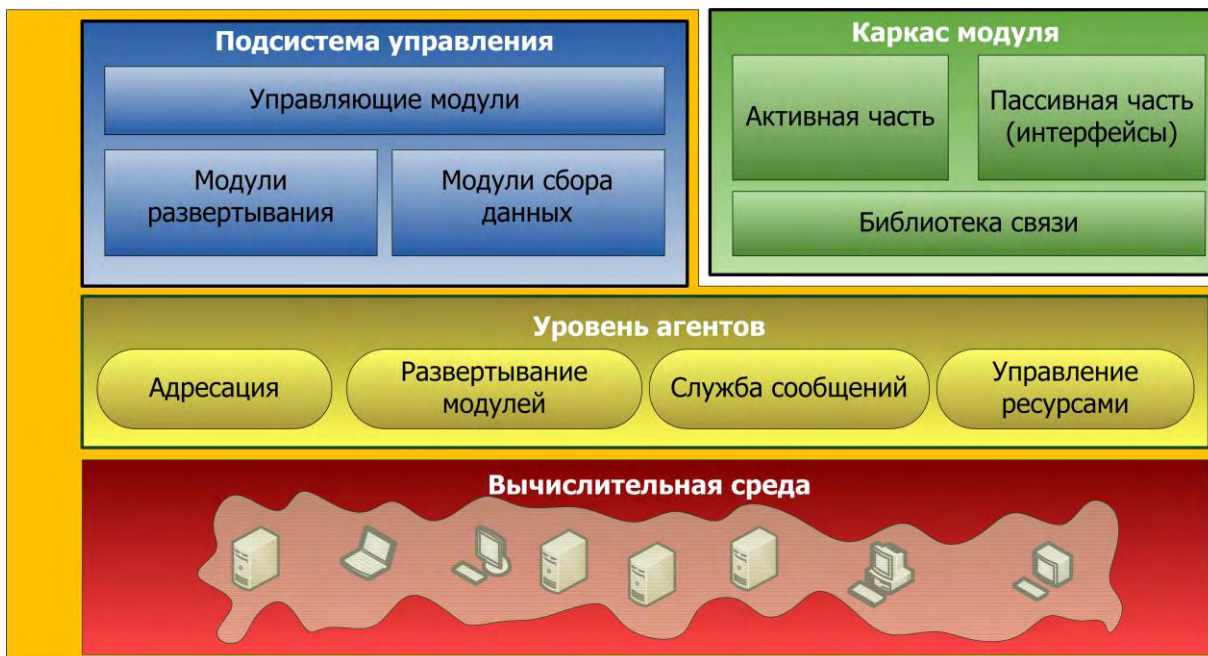 Подсистема управления
Управляющие модули
Модули
развертывания
Модули сбора
данных
Каркас модуля
Активная часть
Пассивная часть
(интерфейсы)
Библиотека связи
Уровень агентов
Адресация
Развертывание
модулей
Служба сообщений
Управление
ресурсами
Вычислительная среда